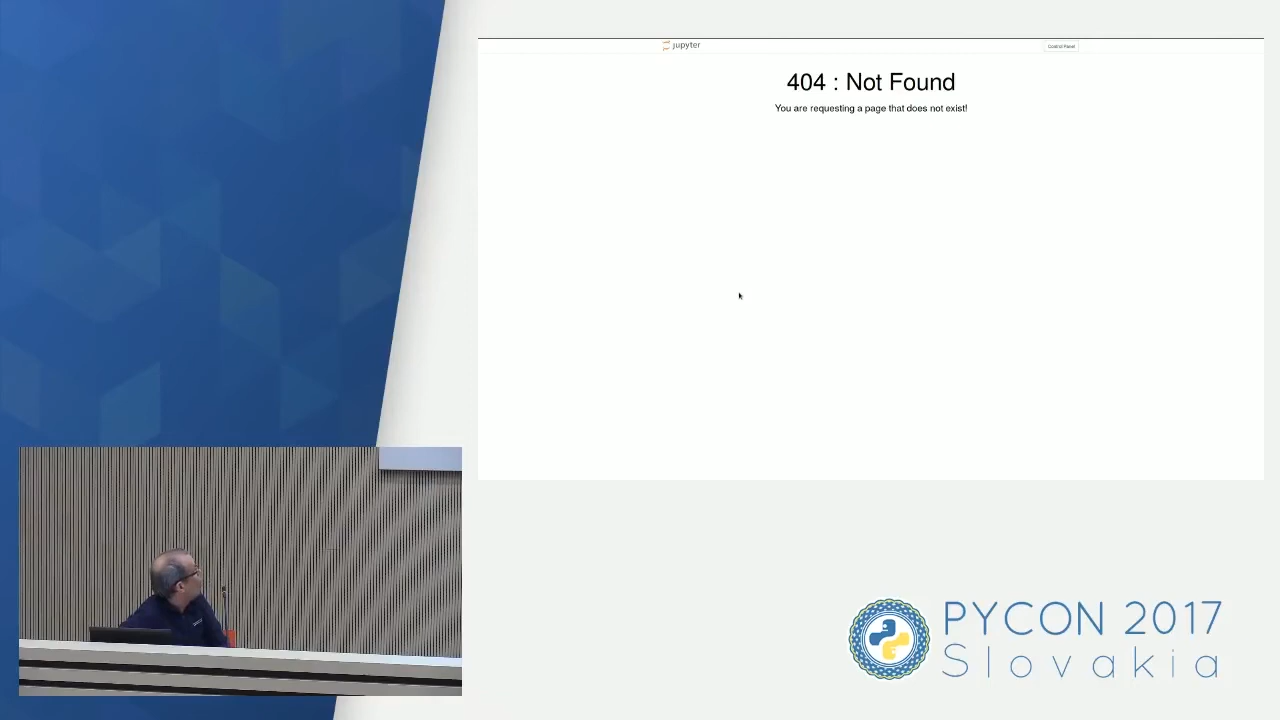 jupyter
Control Panel
404 : Not Found
You are requesting a page that does not exist!
PYCON 2017
Slovakia